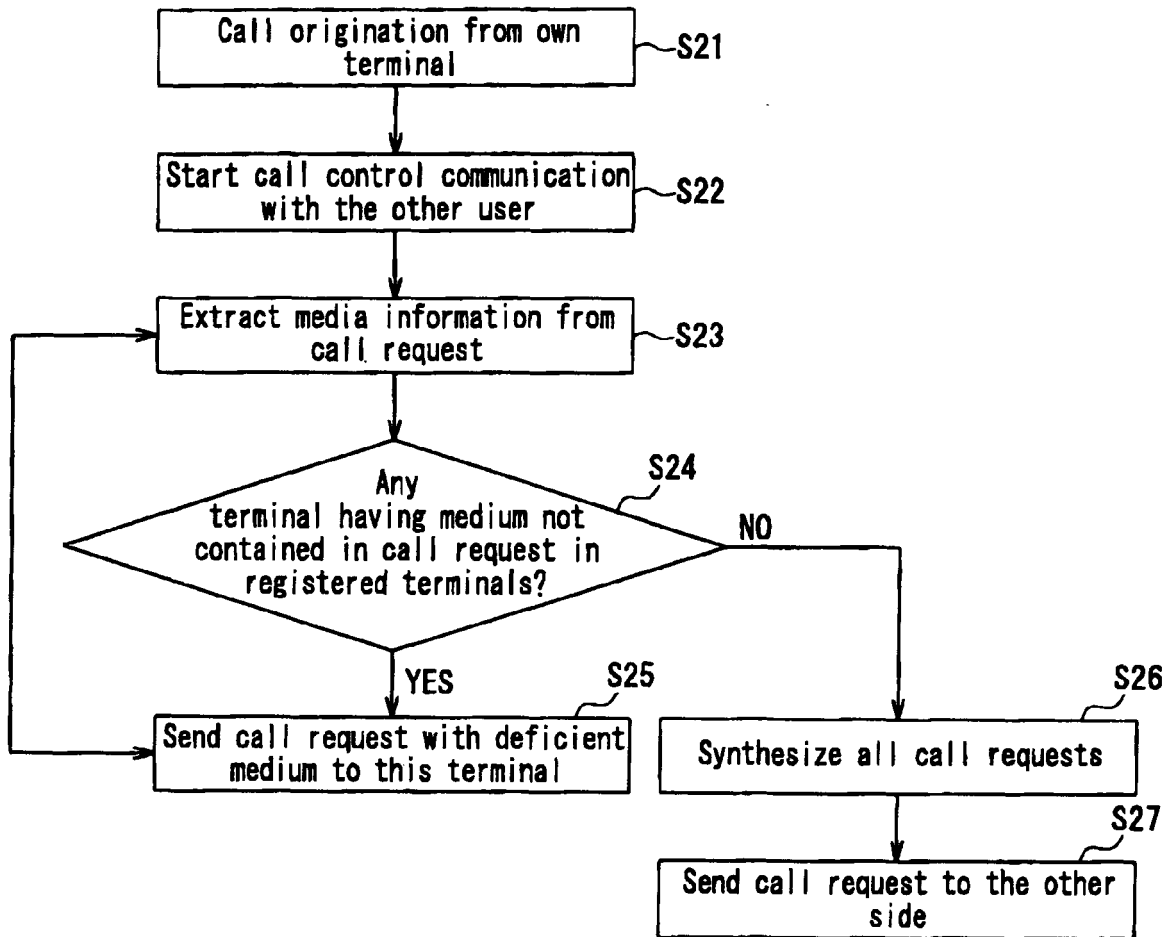 Call origination from own
terminal
S21
Start call control communication
with the other user
S22
Extract media information from
call request
S23
Any
terminal having medium not
contained in call request in
registered terminals?
S24
NO
YES
S25
Send call request with deficient
medium to this terminal
S26
Synthesize all call requests
S27
Send call request to the other
side